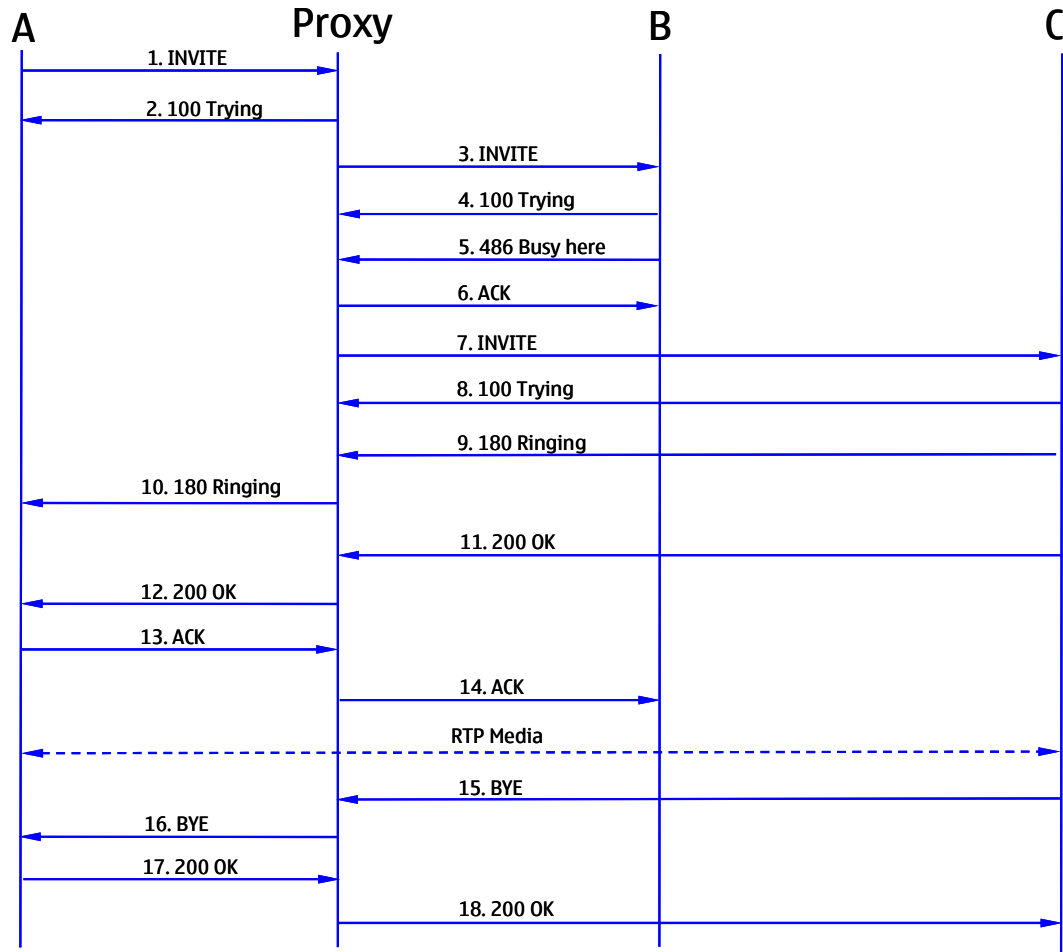 A Proxy B C
1. INVITE
2. 100 Trying
3. INVITE
4. 100 Trying
5. 486 Busy here
6. ACK
7. INVITE
8. 100 Trying
9. 180 Ringing
10. 180 Ringing
11. 200 OK
12. 200 OK
13. ACK
14. ACK
RTP Media
15. BYE
16. BYE
17. 200 OK
18. 200 OK